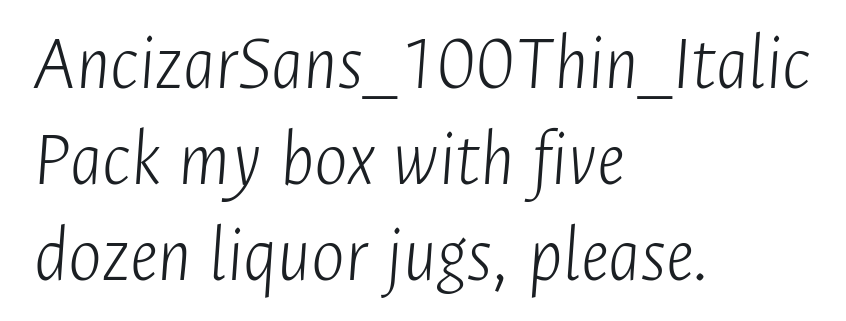 AncizarSans_100Thin_Italic
Pack my box with five
dozen liquor jugs, please.